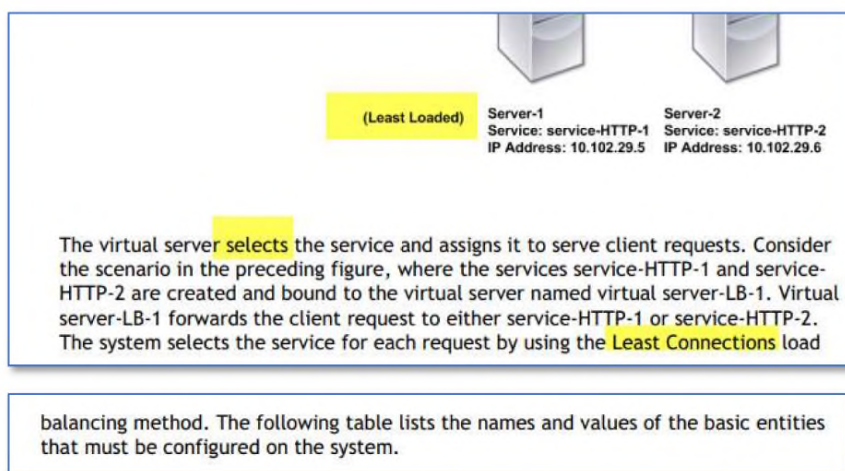 (Least Loaded)
Server-1
Service: service-HTTP-1
IP Address: 10.102.29.5
Server-2
Service: service-HTTP-2
IP Address: 10.102.29.6
The virtual server selects the service and assigns it to serve client requests. Consider
the scenario in the preceding figure, where the services service-HTTP-1 and service-
HTTP-2 are created and bound to the virtual server named virtual server-LB-1. Virtual
server-LB-1 forwards the client request to either service-HTTP-1 or service-HTTP-2.
The system selects the service for each request by using the Least Connections load
balancing method. The following table lists the names and values of the basic entities
that must be configured on the system.